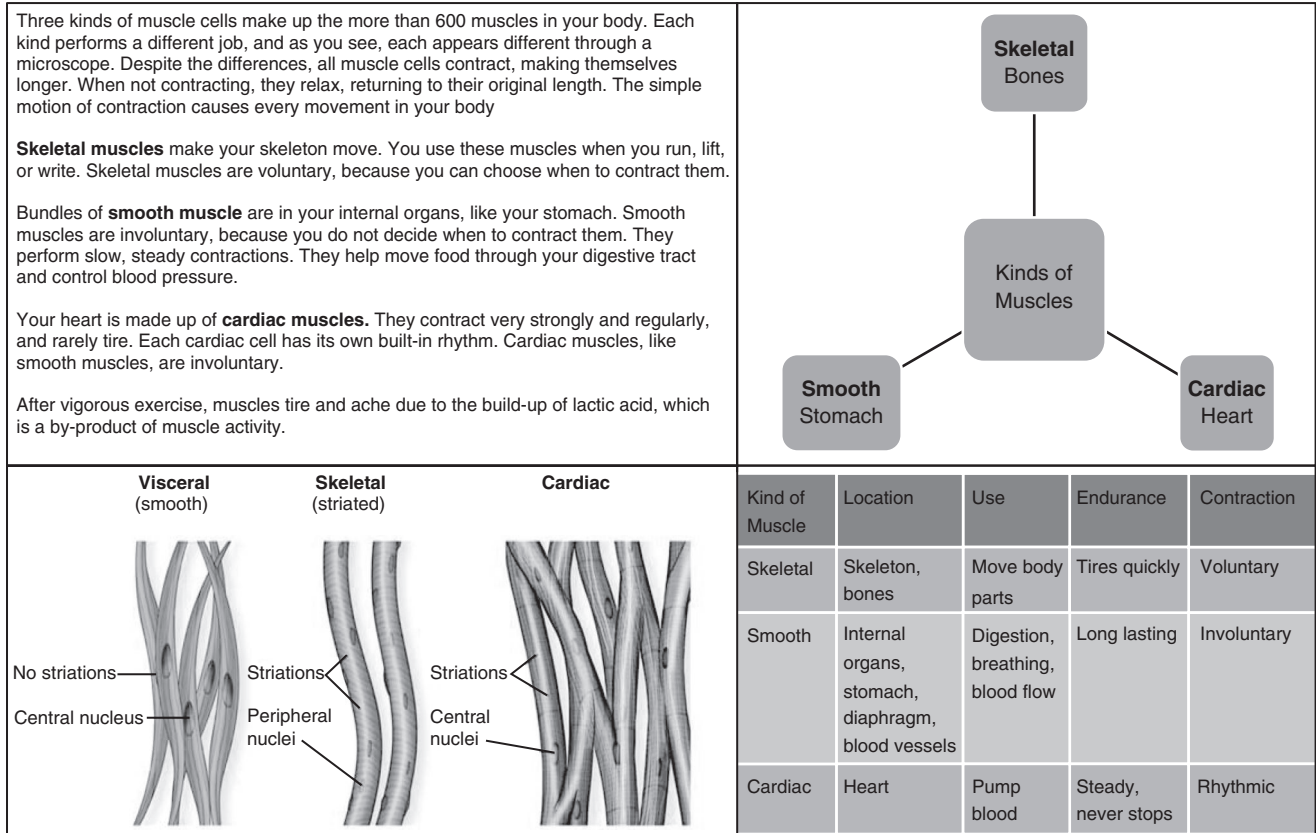 Three kinds of muscle cells make up the more than 600 muscles in your body. Each
kind performs a different job, and as you see, each appears different through a
microscope. Despite the differences, all muscle cells contract, making themselves
longer. When not contracting, they relax, returning to their original length. The simple
motion of contraction causes every movement in your body
Skeletal muscles make your skeleton move. You use these muscles when you run, lift,
or write. Skeletal muscles are voluntary, because you can choose when to contract them.
Bundles of smooth muscle are in your internal organs, like your stomach. Smooth
muscles are involuntary, because you do not decide when to contract them. They
perform slow, steady contractions. They help move food through your digestive tract
and control blood pressure.
Your heart is made up of cardiac muscles. They contract very strongly and regularly,
and rarely tire. Each cardiac cell has its own built-in rhythm. Cardiac muscles, like
smooth muscles, are involuntary.
After vigorous exercise, muscles tire and ache due to the build-up of lactic acid, which
is a by-product of muscle activity.
Skeletal
Bones
Kinds of
Muscles
Smooth
Stomach
Cardiac
Heart
Visceral
(smooth)
Skeletal
(striated)
Cardiac
No striations
Central nucleus
Striations
Peripheral
nuclei
Striations
Central
nuclei
Kind of
Muscle
Location
Use
Endurance
Contraction
Skeletal
Skeleton,
bones
Move body
parts
Tires quickly
Voluntary
Smooth
Internal
organs,
stomach,
diaphragm,
blood vessels
Digestion,
breathing,
blood flow
Long lasting
Involuntary
Cardiac
Heart
Pump
blood
Steady,
never stops
Rhythmic